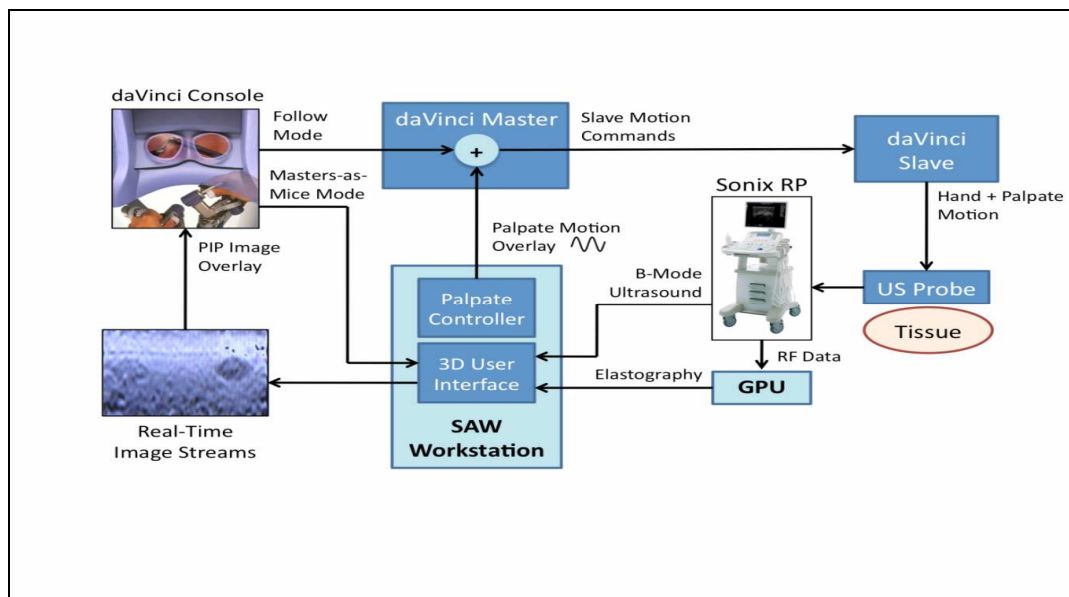 daVinci Console
Follow
Mode
Masters-as-
Mice Mode
daVinci Master
+
Slave Motion
Commands
daVinci
Slave
Sonix RP
Hand + Palpate
Motion
PIP Image
Overlay
Palpate Motion
Overlay
B-Mode
Ultrasound
US Probe
Tissue
Palpate
Controller
3D User
Interface
SAW
Workstation
RF Data
Elastography
GPU
Real-Time
Image Streams